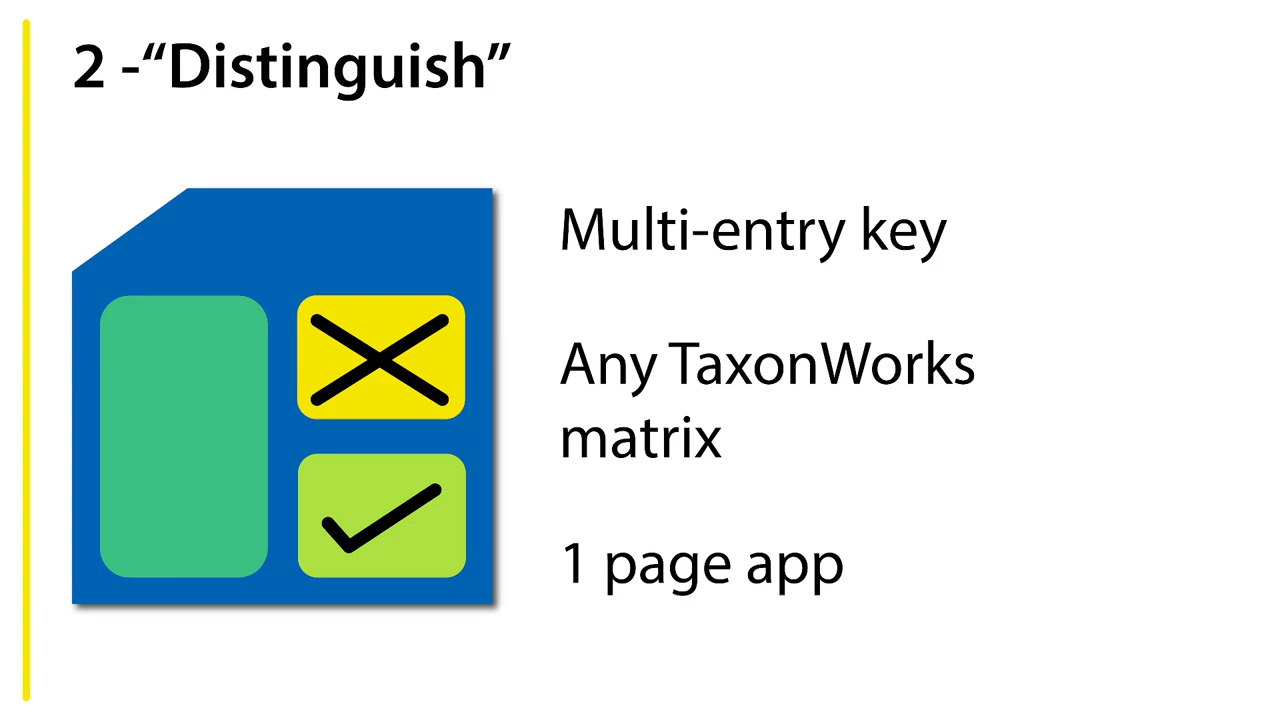 2 -“Distinguish”
Multi-entry key
Any TaxonWorks
matrix
1 page app